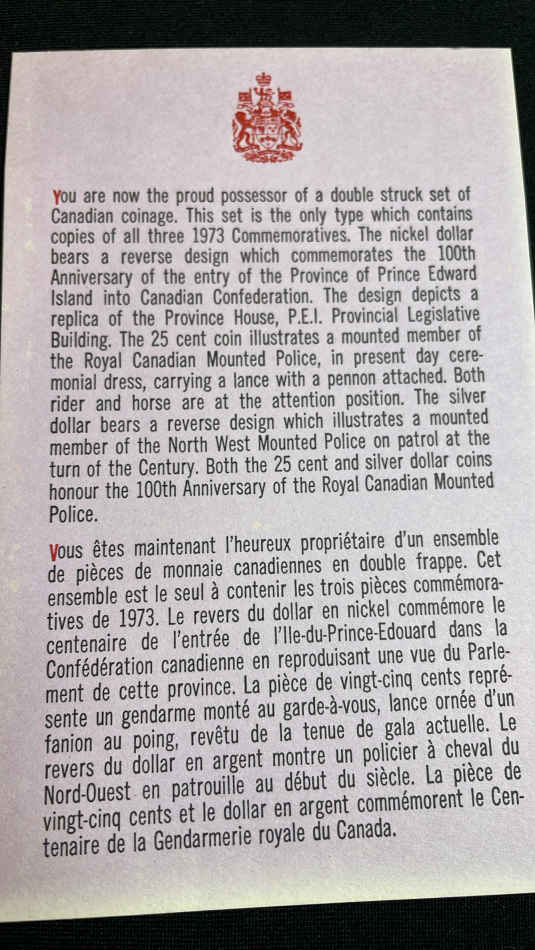 You are now the proud possessor of a double struck set of
Canadian coinage. This set is the only type which contains
copies of all three 1973 Commemoratives. The nickel dollar
bears a reverse design which commemorates the 100th
Anniversary of the entry of the Province of Prince Edward
Island into Canadian Confederation. The design depicts a
replica of the Province House, P.E.I. Provincial Legislative
Building. The 25 cent coin illustrates a mounted member of
the Royal Canadian Mounted Police, in present day cere-
monial dress, carrying a lance with a pennon attached. Both
rider and horse are at the attention position. The silver
dollar bears a reverse design which illustrates a mounted
member of the North West Mounted Police on patrol at the
turn of the Century. Both the 25 cent and silver dollar coins
honour the 100th Anniversary of the Royal Canadian Mounted
Police.
Vous êtes maintenant l'heureux propriétaire d'un ensemble
de pièces de monnaie canadiennes en double frappe. Cet
ensemble est le seul à contenir les trois pièces commémora-
tives de 1973. Le revers du dollar en nickel commémore le
centenaire de l'entrée de l'Ile-du-Prince-Edouard dans la
Confédération canadienne en reproduisant une vue du Parle-
ment de cette province. La pièce de vingt-cinq cents repré-
sente un gendarme monté au garde-à-vous, lance ornée d'un
fanion au poing, revêtu de la tenue de gala actuelle. Le
revers du dollar en argent montre un policier à cheval du
Nord-Ouest en patrouille au début du siècle. La pièce de
vingt-cinq cents et le dollar en argent commémorent le Cen-
tenaire de la Gendarmerie royale du Canada.